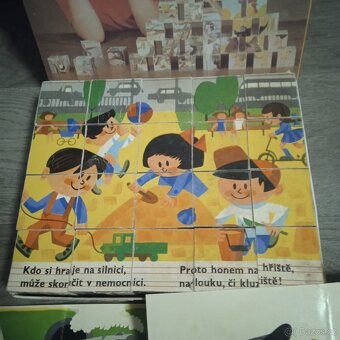 Kdo si hraje na silnici,
může skončit v nemocnici.
Proto honem na hřiště,
na louku, či kluziště!